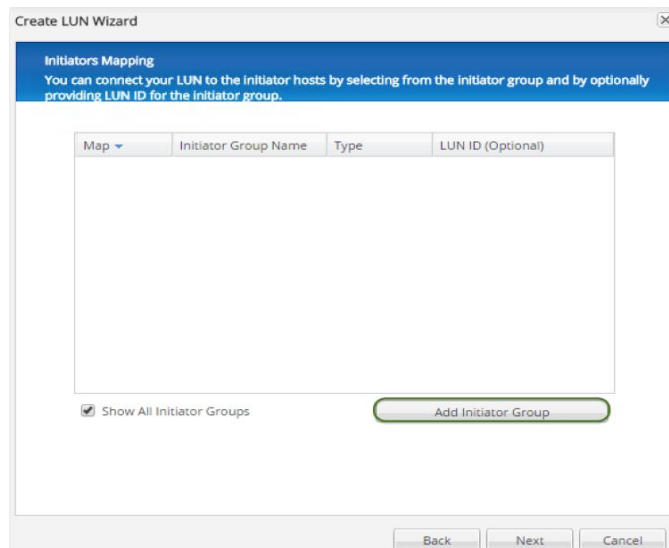 Create LUN Wizard
Initiators Mapping
You can connect your LUN to the initiator hosts by selecting from the initiator group and by optionally
providing LUN ID for the initiator group.
Map Initiator Group Name Type LUN ID (Optional)
Show All Initiator Groups Add Initiator Group
Back Next Cancel